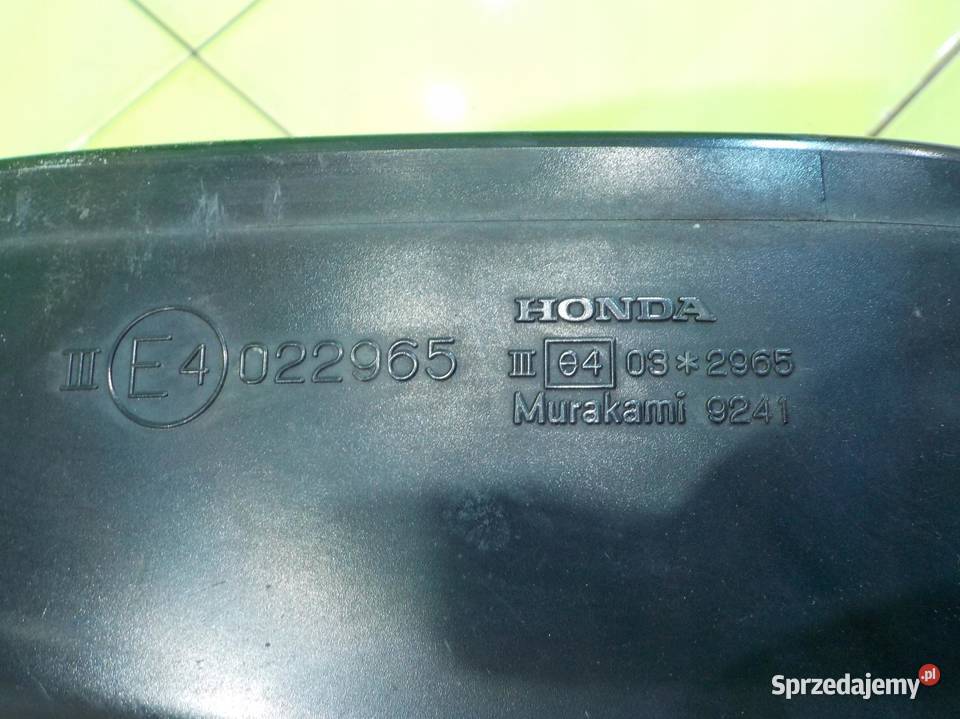 III E4 022965
HONDA
III e4 03*2965
Murakami 9241
Sprzedajemy.pl